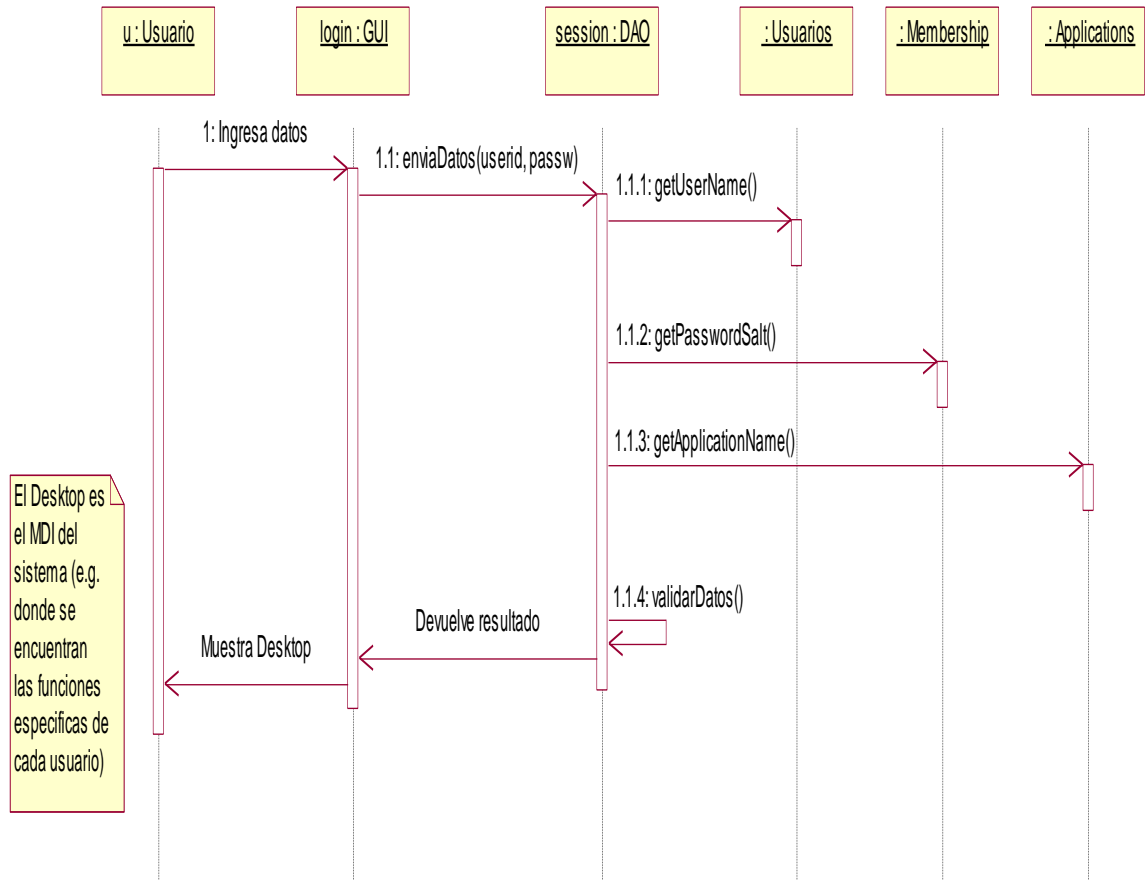 u : Usuario
login : GUI
session : DAO
: Usuarios
: Membership
: Applications
1: Ingresa datos
1.1: enviaDatos(userid, passw)
1.1.1: getUserName()
1.1.2: getPasswordSalt()
1.1.3: getApplicationName()
1.1.4: validarDatos()
Devuelve resultado
Muestra Desktop
El Desktop es
el MDI del
sistema (e.g.
donde se
encuentran
las funciones
especificas de
cada usuario)